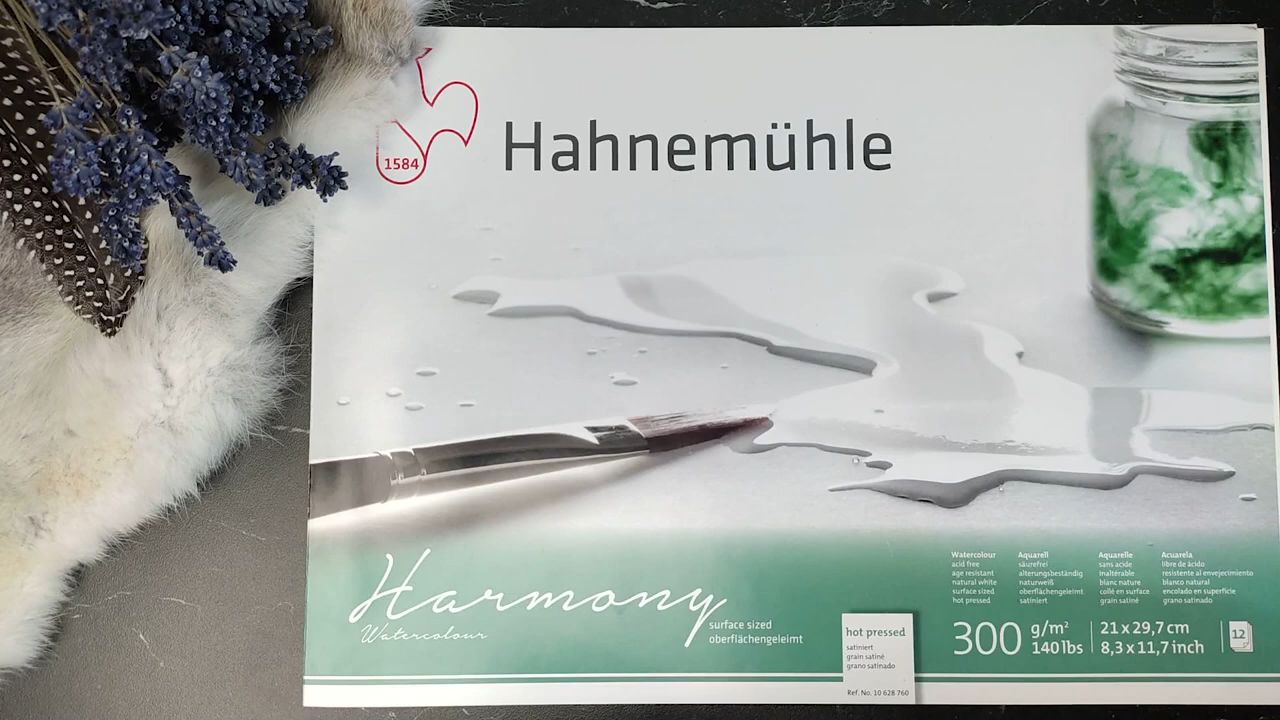 1584
Hahnemühle
Harmony
Watercolour
surface sized
oberflächengeleimt
hot pressed
satiniert
grain satiné
grano satinado
Ref. No. 10 628 760
Watercolour
acid free
age resistant
natural white
surface sized
hot pressed
Aquarell
säurefrei
alterungsbeständig
naturweiß
oberflächengeleimt
satiniert
Aquarelle
sans acide
inaltérable
blanc nature
collé en surface
grain satiné
Acuarela
libre de ácido
resistente al envejecimiento
blanco natural
encolado en superficie
grano satinado
300 g/m²
140 lbs
21 x 29,7 cm
8,3 x 11,7 inch
12